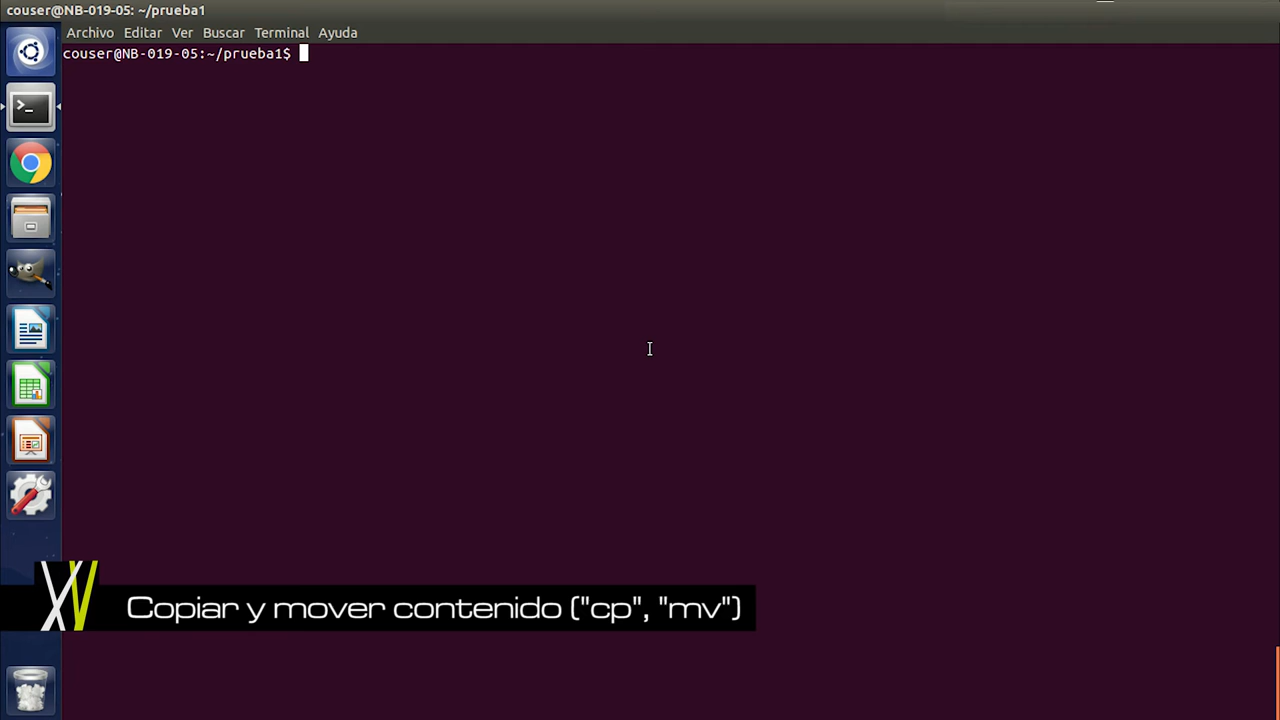 couser@NB-019-05: ~/prueba1
Archivo Editar Ver Buscar Terminal Ayuda
couser@NB-019-05:~/prueba1$
XV Copiar y mover contenido ("cp", "mv")